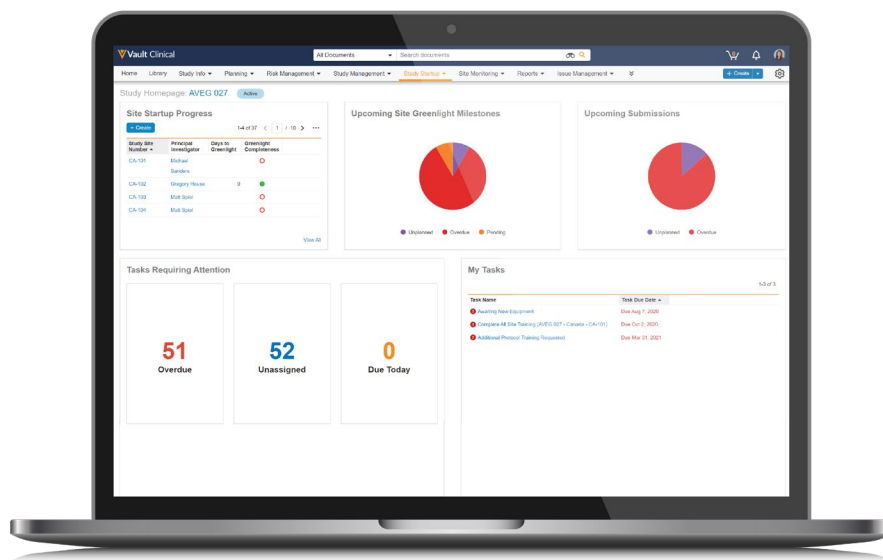 Vault Clinical
All Documents Search documents
Home Library Study Info Planning Risk Management Study Management Study Startup Site Monitoring Reports Issue Management + Create
Study Homepage: AVEG 027 Active
Site Startup Progress
+ Create 1-4 of 37 1 / 10
Study Site Number Principal Investigator Days to Greenlight Greenlight Completeness
CA-101 Michael Sanders
CA-102 Gregory House 0
CA-103 Matt Spiel
CA-104 Matt Spiel
View All
Upcoming Site Greenlight Milestones
Unplanned Overdue Pending
Upcoming Submissions
Unplanned Overdue
Tasks Requiring Attention
51 52 0
Overdue Unassigned Due Today
My Tasks
1-3 of 3
Task Name Task Due Date
Awaiting New Equipment Due Aug 7, 2020
Complete All Site Training (AVEG 027 - Canada - CA-101) Due Oct 2, 2020
Additional Protocol Training Requested Due Mar 31, 2021